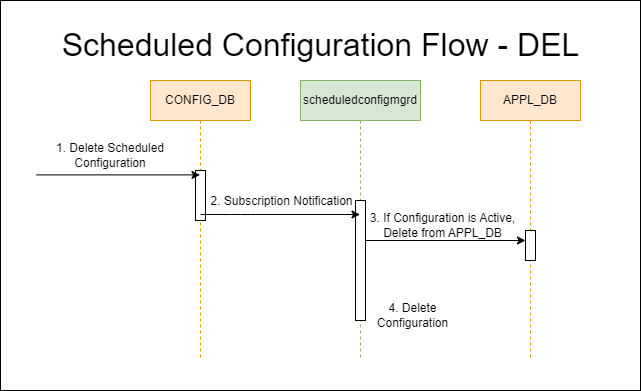 Scheduled Configuration Flow - DEL
CONFIG_DB
scheduledconfigmgrd
APPL_DB
1. Delete Scheduled
Configuration
2. Subscription Notification
3. If Configuration is Active,
Delete from APPL_DB
4. Delete
Configuration